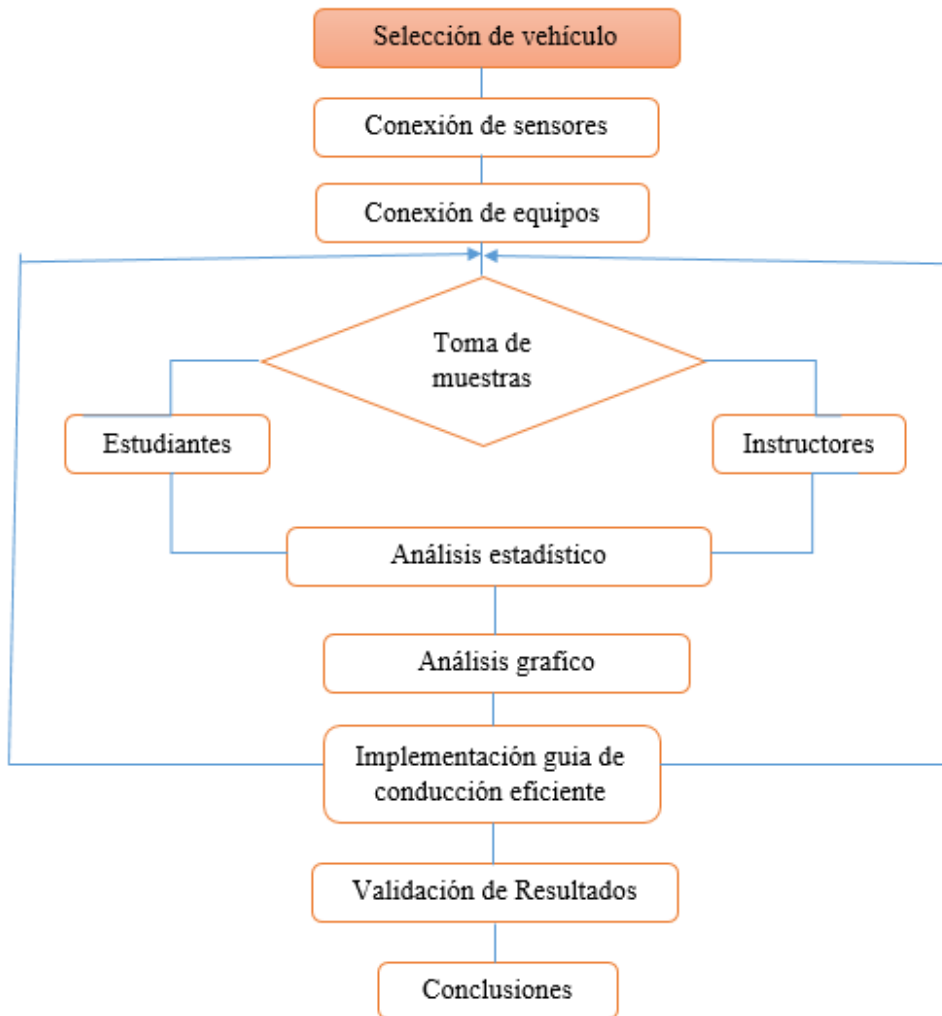 Selección de vehículo
Conexión de sensores
Conexión de equipos
Toma de
muestras
Estudiantes
Instructores
Análisis estadístico
Análisis grafíco
Implementación guia de
conducción eficiente
Validación de Resultados
Conclusiones